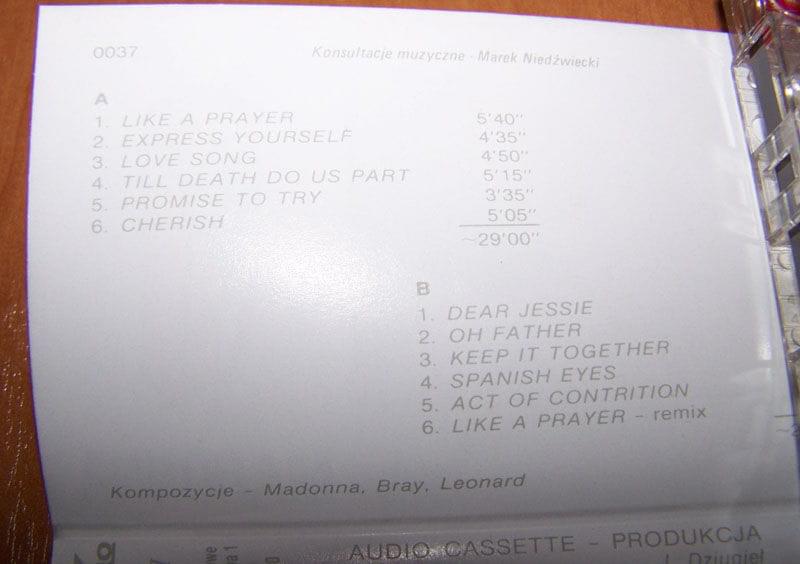 0037
Konsultacje muzyczne · Marek Niedźwiecki
A
1. LIKE A PRAYER 5'40"
2. EXPRESS YOURSELF 4'35"
3. LOVE SONG 4'50"
4. TILL DEATH DO US PART 5'15"
5. PROMISE TO TRY 3'35"
6. CHERISH 5'05"
~29'00"
B
1. DEAR JESSIE
2. OH FATHER
3. KEEP IT TOGETHER
4. SPANISH EYES
5. ACT OF CONTRITION
6. LIKE A PRAYER – remix
Kompozycje – Madonna, Bray, Leonard
AUDIO CASSETTE – PRODUKCJA